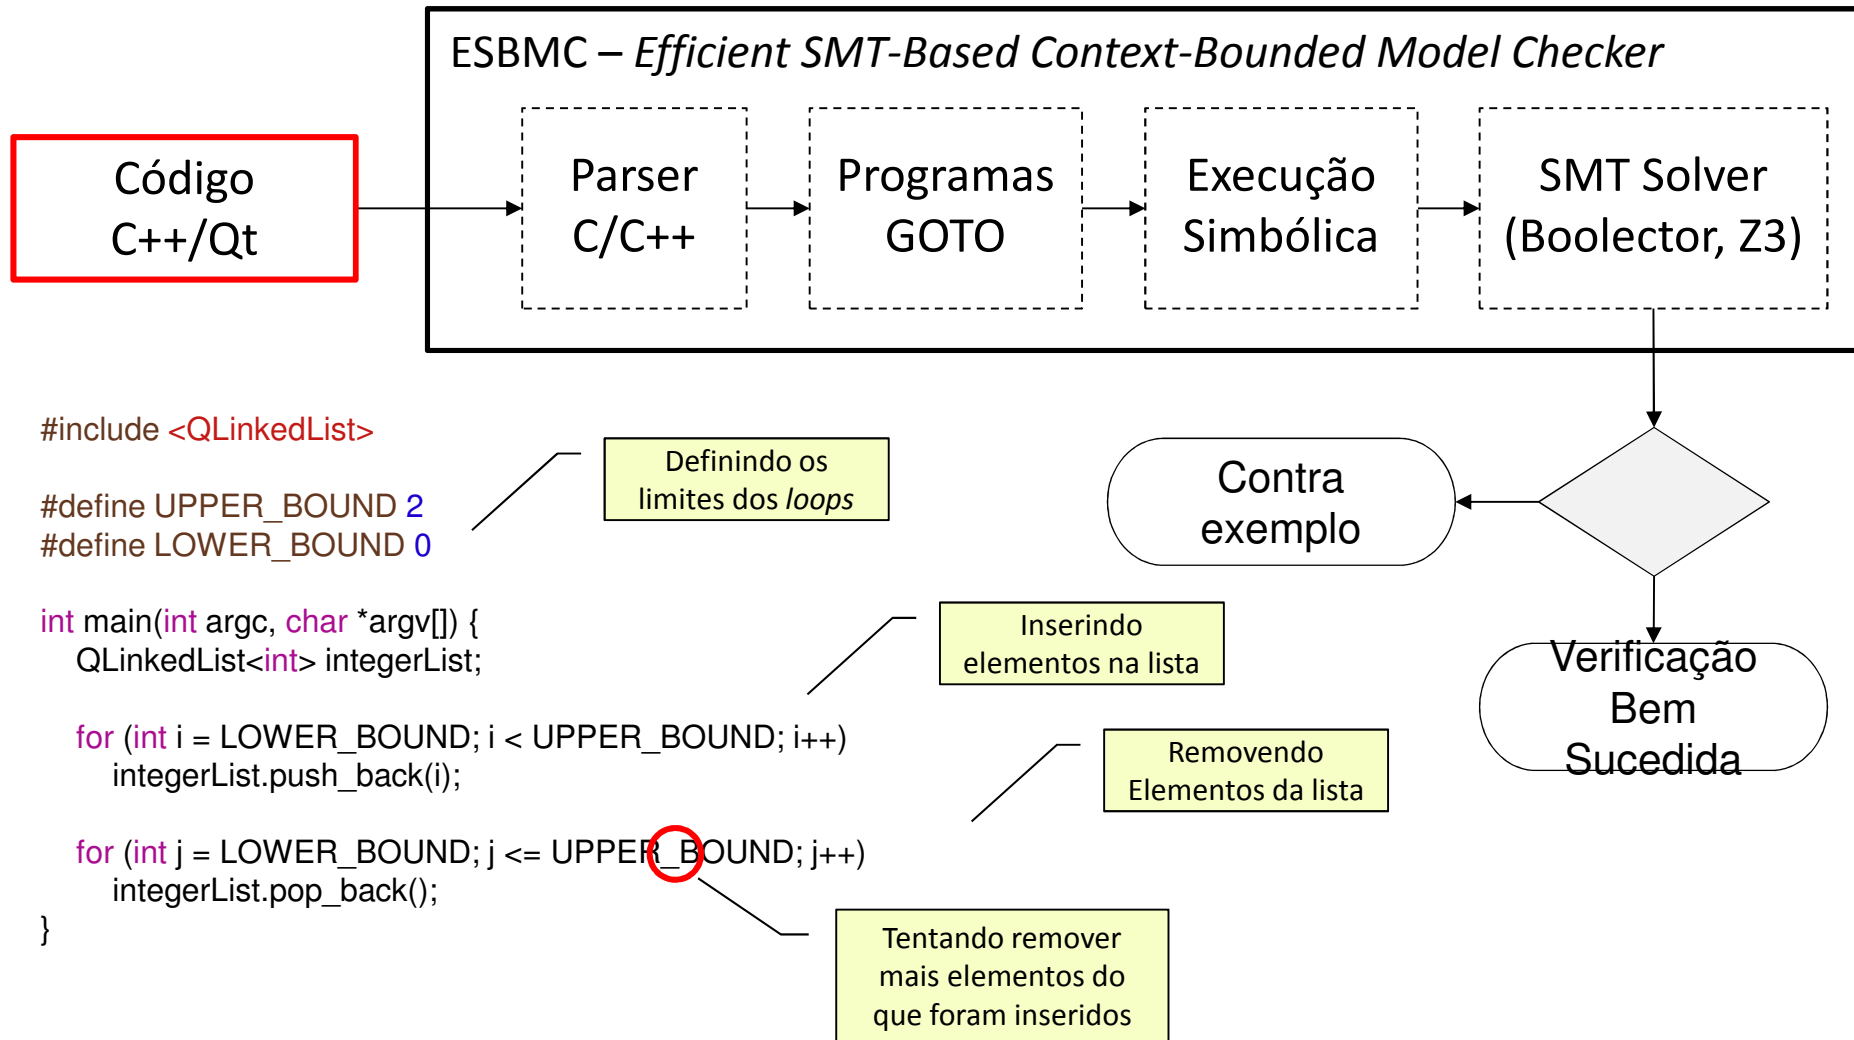 ESBMC – Efficient SMT-Based Context-Bounded Model Checker
Código
C++/Qt
Parser
C/C++
Programas
GOTO
Execução
Simbólica
SMT Solver
(Boolector, Z3)
#include <QLinkedList>
#define UPPER_BOUND 2
#define LOWER_BOUND 0
Definindo os
limites dos loops
Contra
exemplo
int main(int argc, char *argv[]) {
QLinkedList<int> integerList;
Inserindo
elementos na lista
Verificação
Bem
Sucedida
for (int i = LOWER_BOUND; i < UPPER_BOUND; i++)
integerList.push_back(i);
Removendo
Elementos da lista
for (int j = LOWER_BOUND; j <= UPPER_BOUND; j++)
integerList.pop_back();
}
Tentando remover
mais elementos do
que foram inseridos